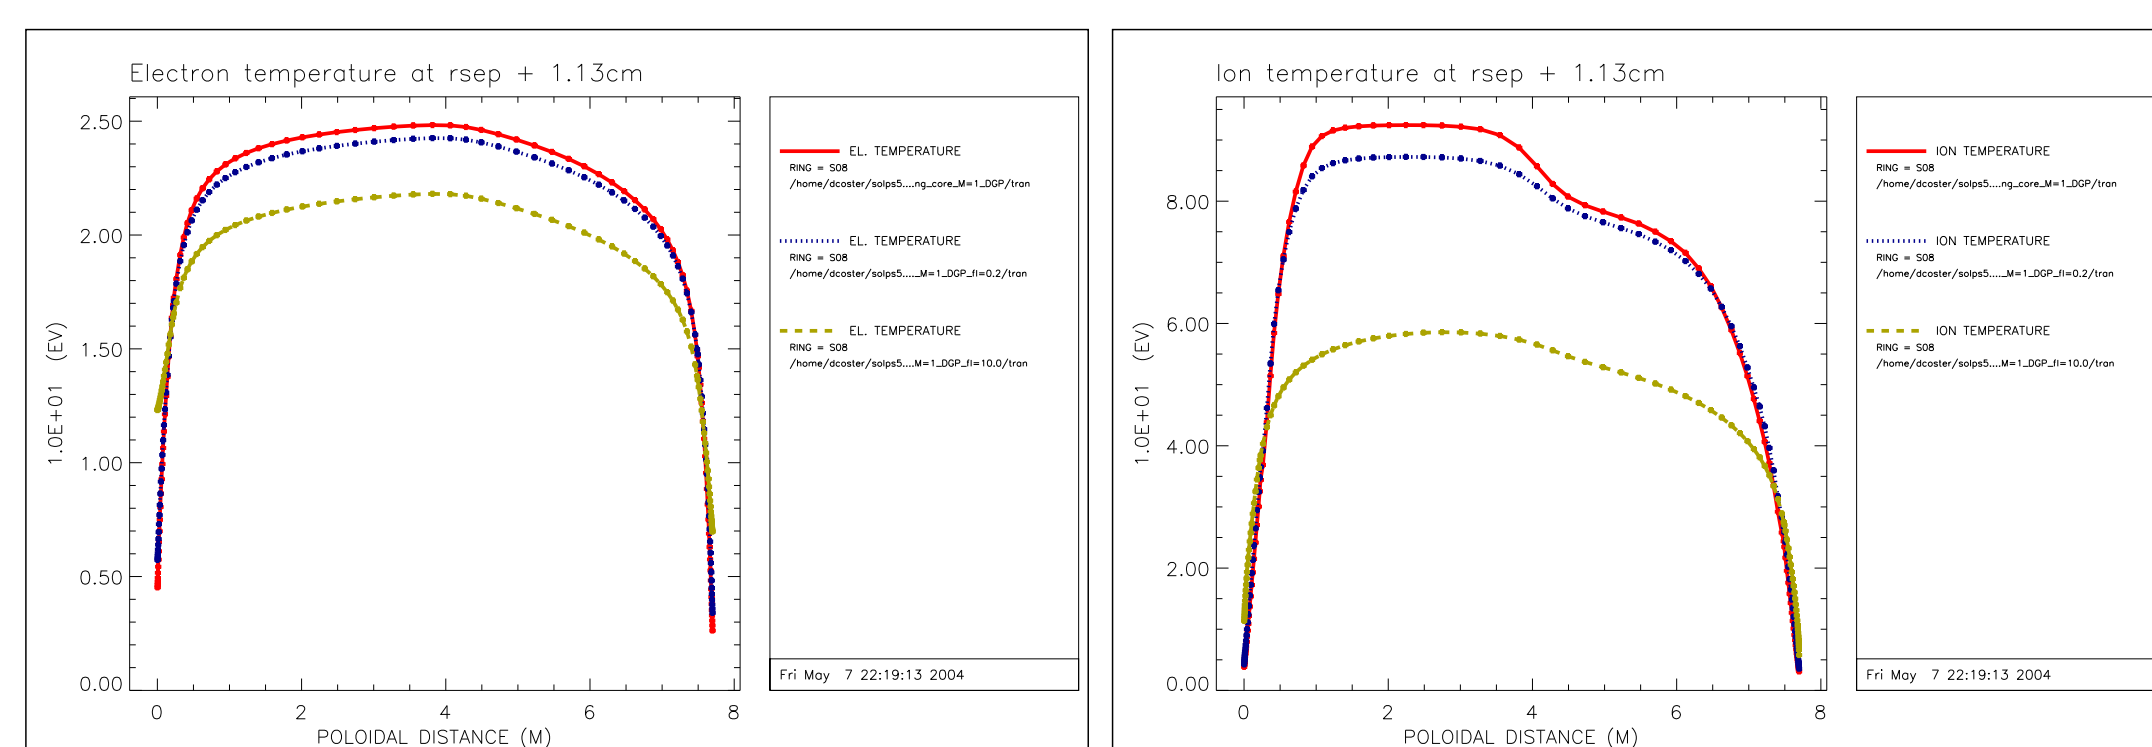 Electron temperature at rsep + 1.13cm
2.50
2.00
1.50
1.00
0.50
0.00
1.0E+01 (EV)
0 2 4 6 8
POLOIDAL DISTANCE (M)
EL. TEMPERATURE
RING = S08
/home/dcoster/solps5....ng_core_M=1_DGP/tran
EL. TEMPERATURE
RING = S08
/home/dcoster/solps5...._M=1_DGP_fl=0.2/tran
EL. TEMPERATURE
RING = S08
/home/dcoster/solps5....M=1_DGP_fl=10.0/tran
Fri May 7 22:19:13 2004
Ion temperature at rsep + 1.13cm
8.00
6.00
4.00
2.00
0.00
1.0E+01 (EV)
0 2 4 6 8
POLOIDAL DISTANCE (M)
ION TEMPERATURE
RING = S08
/home/dcoster/solps5....ng_core_M=1_DGP/tran
ION TEMPERATURE
RING = S08
/home/dcoster/solps5...._M=1_DGP_fl=0.2/tran
ION TEMPERATURE
RING = S08
/home/dcoster/solps5....M=1_DGP_fl=10.0/tran
Fri May 7 22:19:13 2004